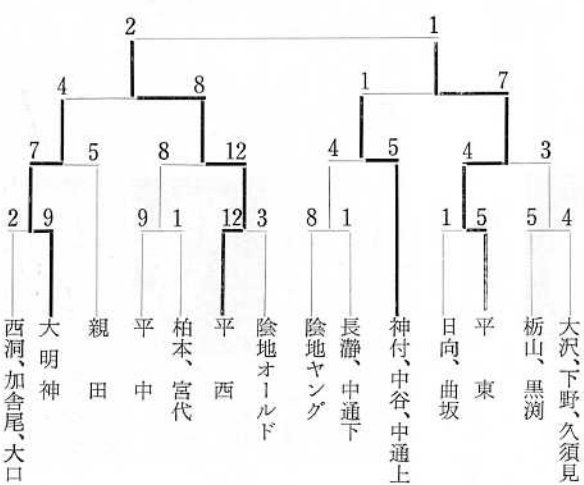 2 1
4 8 1 7
7 5 8 12 4 5 4 3
2 9 9 1 12 3 8 1 1 5 5 4
西洞、加舎尾、大口
大明神
親田
平中
柏本、宮代
平西
陰地オールド
陰地ヤング
長瀞、中通下
神付、中谷、中通上
日向、曲坂
平東
栃山、黒渕
大沢、下野、久須見